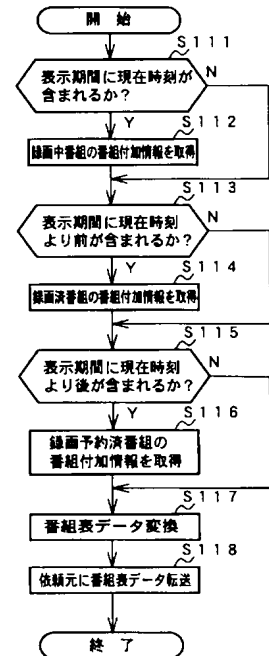 開 始
S111
表示期間に現在時刻が
含まれるか?
N
Y
S112
録画中番組の番組付加情報を取得
S113
表示期間に現在時刻
より前が含まれるか?
N
Y
S114
録画済番組の番組付加情報を取得
S115
表示期間に現在時刻
より後が含まれるか?
N
Y
S116
録画予約済番組の
番組付加情報を取得
S117
番組表データ変換
S118
依頼元に番組表データ転送
終 了